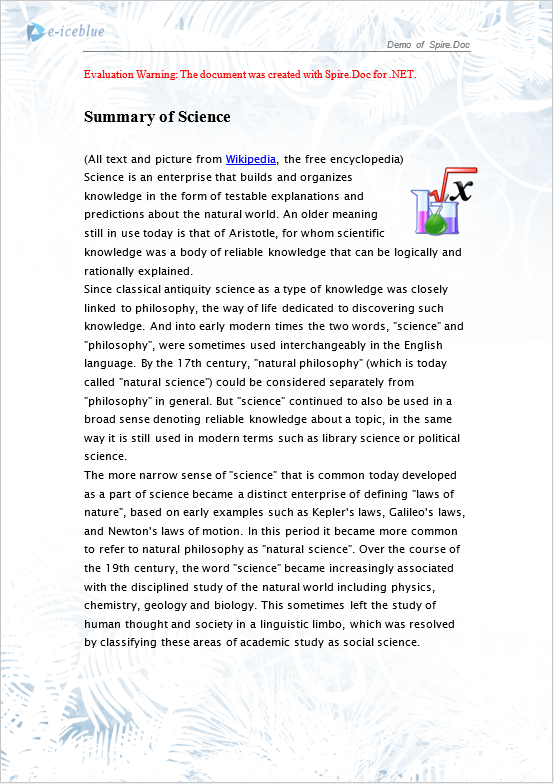 e-iceblue
Demo of Spire.Doc
Evaluation Warning: The document was created with Spire.Doc for .NET.
Summary of Science
(All text and picture from Wikipedia, the free encyclopedia)
Science is an enterprise that builds and organizes
knowledge in the form of testable explanations and
predictions about the natural world. An older meaning
still in use today is that of Aristotle, for whom scientific
knowledge was a body of reliable knowledge that can be logically and
rationally explained.
Since classical antiquity science as a type of knowledge was closely
linked to philosophy, the way of life dedicated to discovering such
knowledge. And into early modern times the two words, "science" and
"philosophy", were sometimes used interchangeably in the English
language. By the 17th century, "natural philosophy" (which is today
called "natural science") could be considered separately from
"philosophy" in general. But "science" continued to also be used in a
broad sense denoting reliable knowledge about a topic, in the same
way it is still used in modern terms such as library science or political
science.
The more narrow sense of "science" that is common today developed
as a part of science became a distinct enterprise of defining "laws of
nature", based on early examples such as Kepler's laws, Galileo's laws,
and Newton's laws of motion. In this period it became more common
to refer to natural philosophy as "natural science". Over the course of
the 19th century, the word "science" became increasingly associated
with the disciplined study of the natural world including physics,
chemistry, geology and biology. This sometimes left the study of
human thought and society in a linguistic limbo, which was resolved
by classifying these areas of academic study as social science.